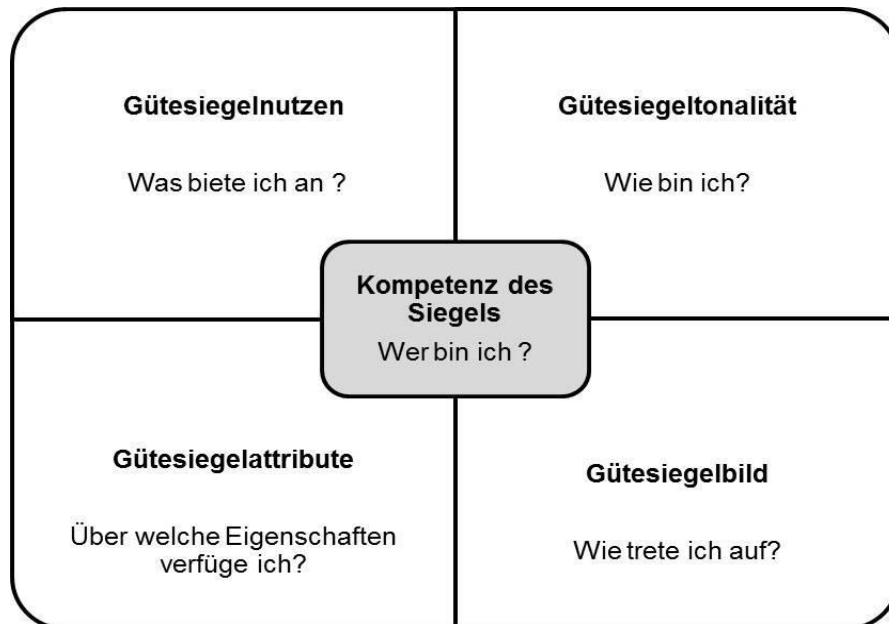 Gütesiegelnutzen
Was biete ich an ?
Gütesiegeltonalität
Wie bin ich?
Kompetenz des
Siegels
Wer bin ich ?
Gütesiegelattribute
Über welche Eigenschaften
verfüge ich?
Gütesiegelbild
Wie trete ich auf?